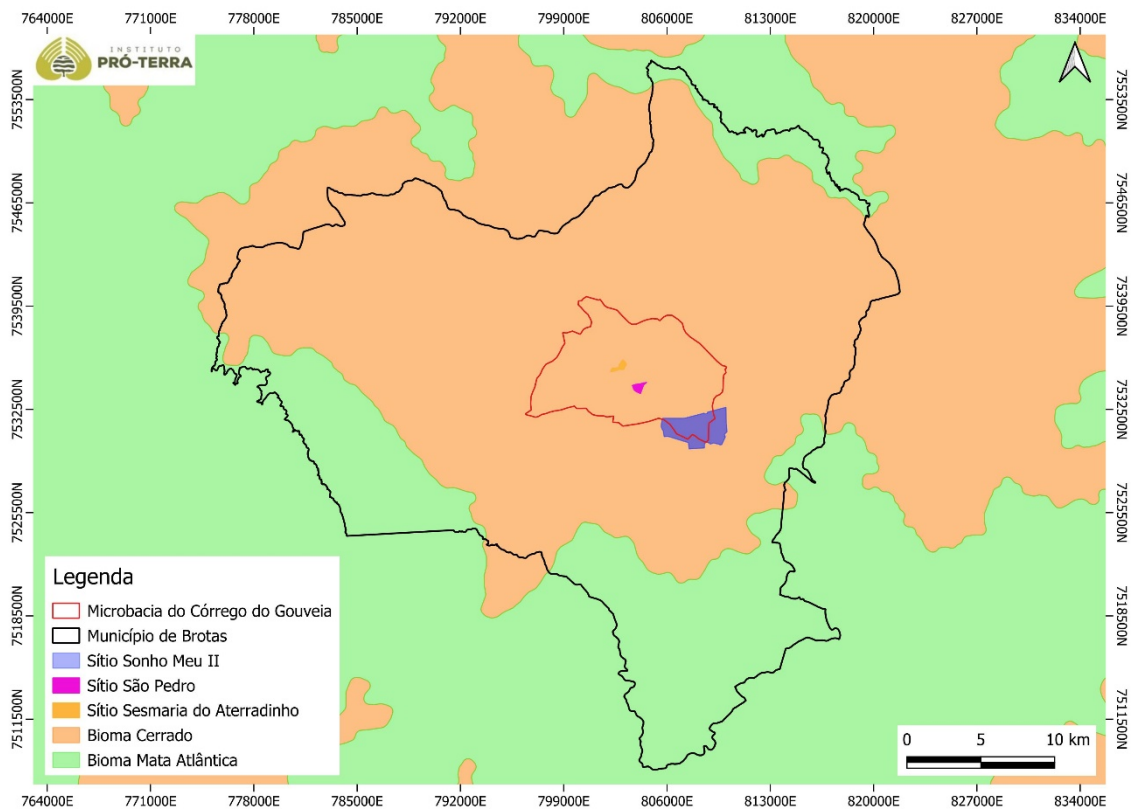 764000E 771000E 778000E 785000E 792000E 799000E 806000E 813000E 820000E 827000E 834000E
INSTITUTO
PRÓ-TERRA
7553500N 7553500N
7546500N 7546500N
7539500N 7539500N
7532500N 7532500N
7525500N 7525500N
7518500N 7518500N
7511500N 7511500N
Legenda
Microbacia do Córrego do Gouveia
Município de Brotas
Sítio Sonho Meu II
Sítio São Pedro
Sítio Sesmaria do Aterradinho
Bioma Cerrado
Bioma Mata Atlântica
0 5 10 km
764000E 771000E 778000E 785000E 792000E 799000E 806000E 813000E 820000E 827000E 834000E